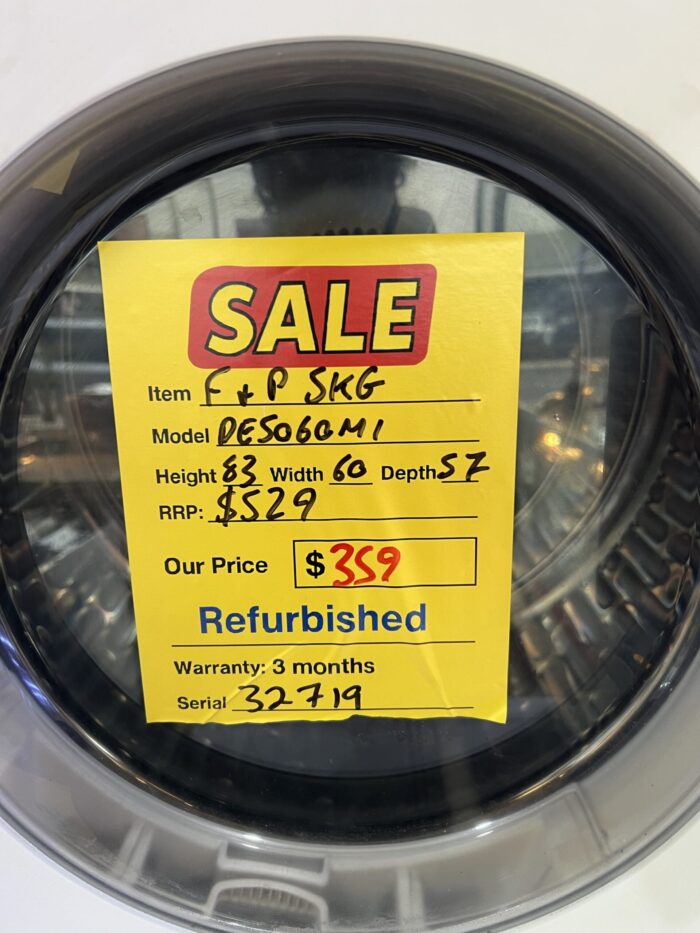 SALE
Item F+P 5KG
Model DE5060M1
Height 83 Width 60 Depth 57
RRP: $529
Our Price $359
Refurbished
Warranty: 3 months
Serial 32719